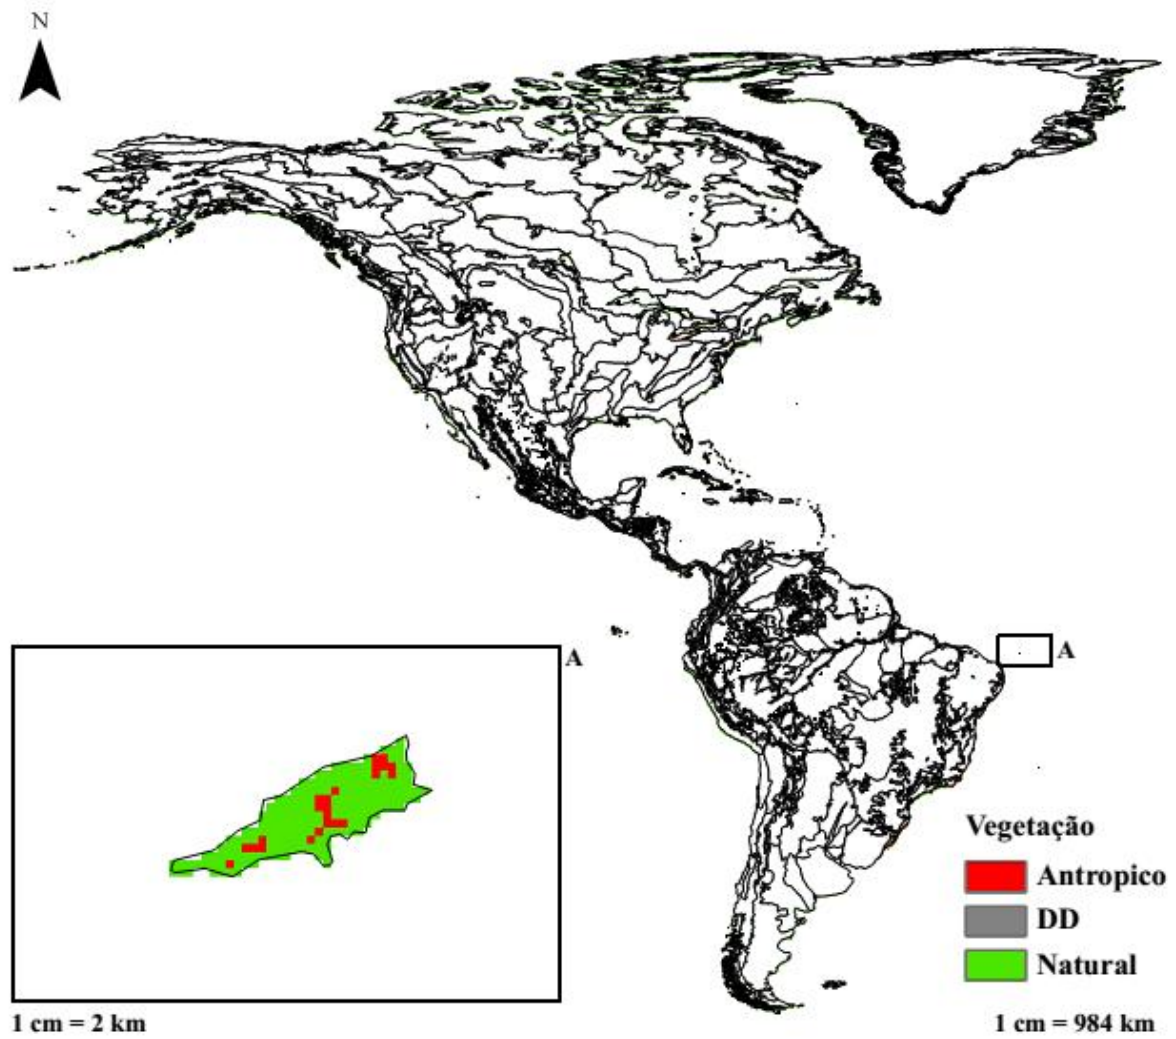 N
A
A
Vegetação
Antropico
DD
Natural
1 cm = 2 km
1 cm = 984 km